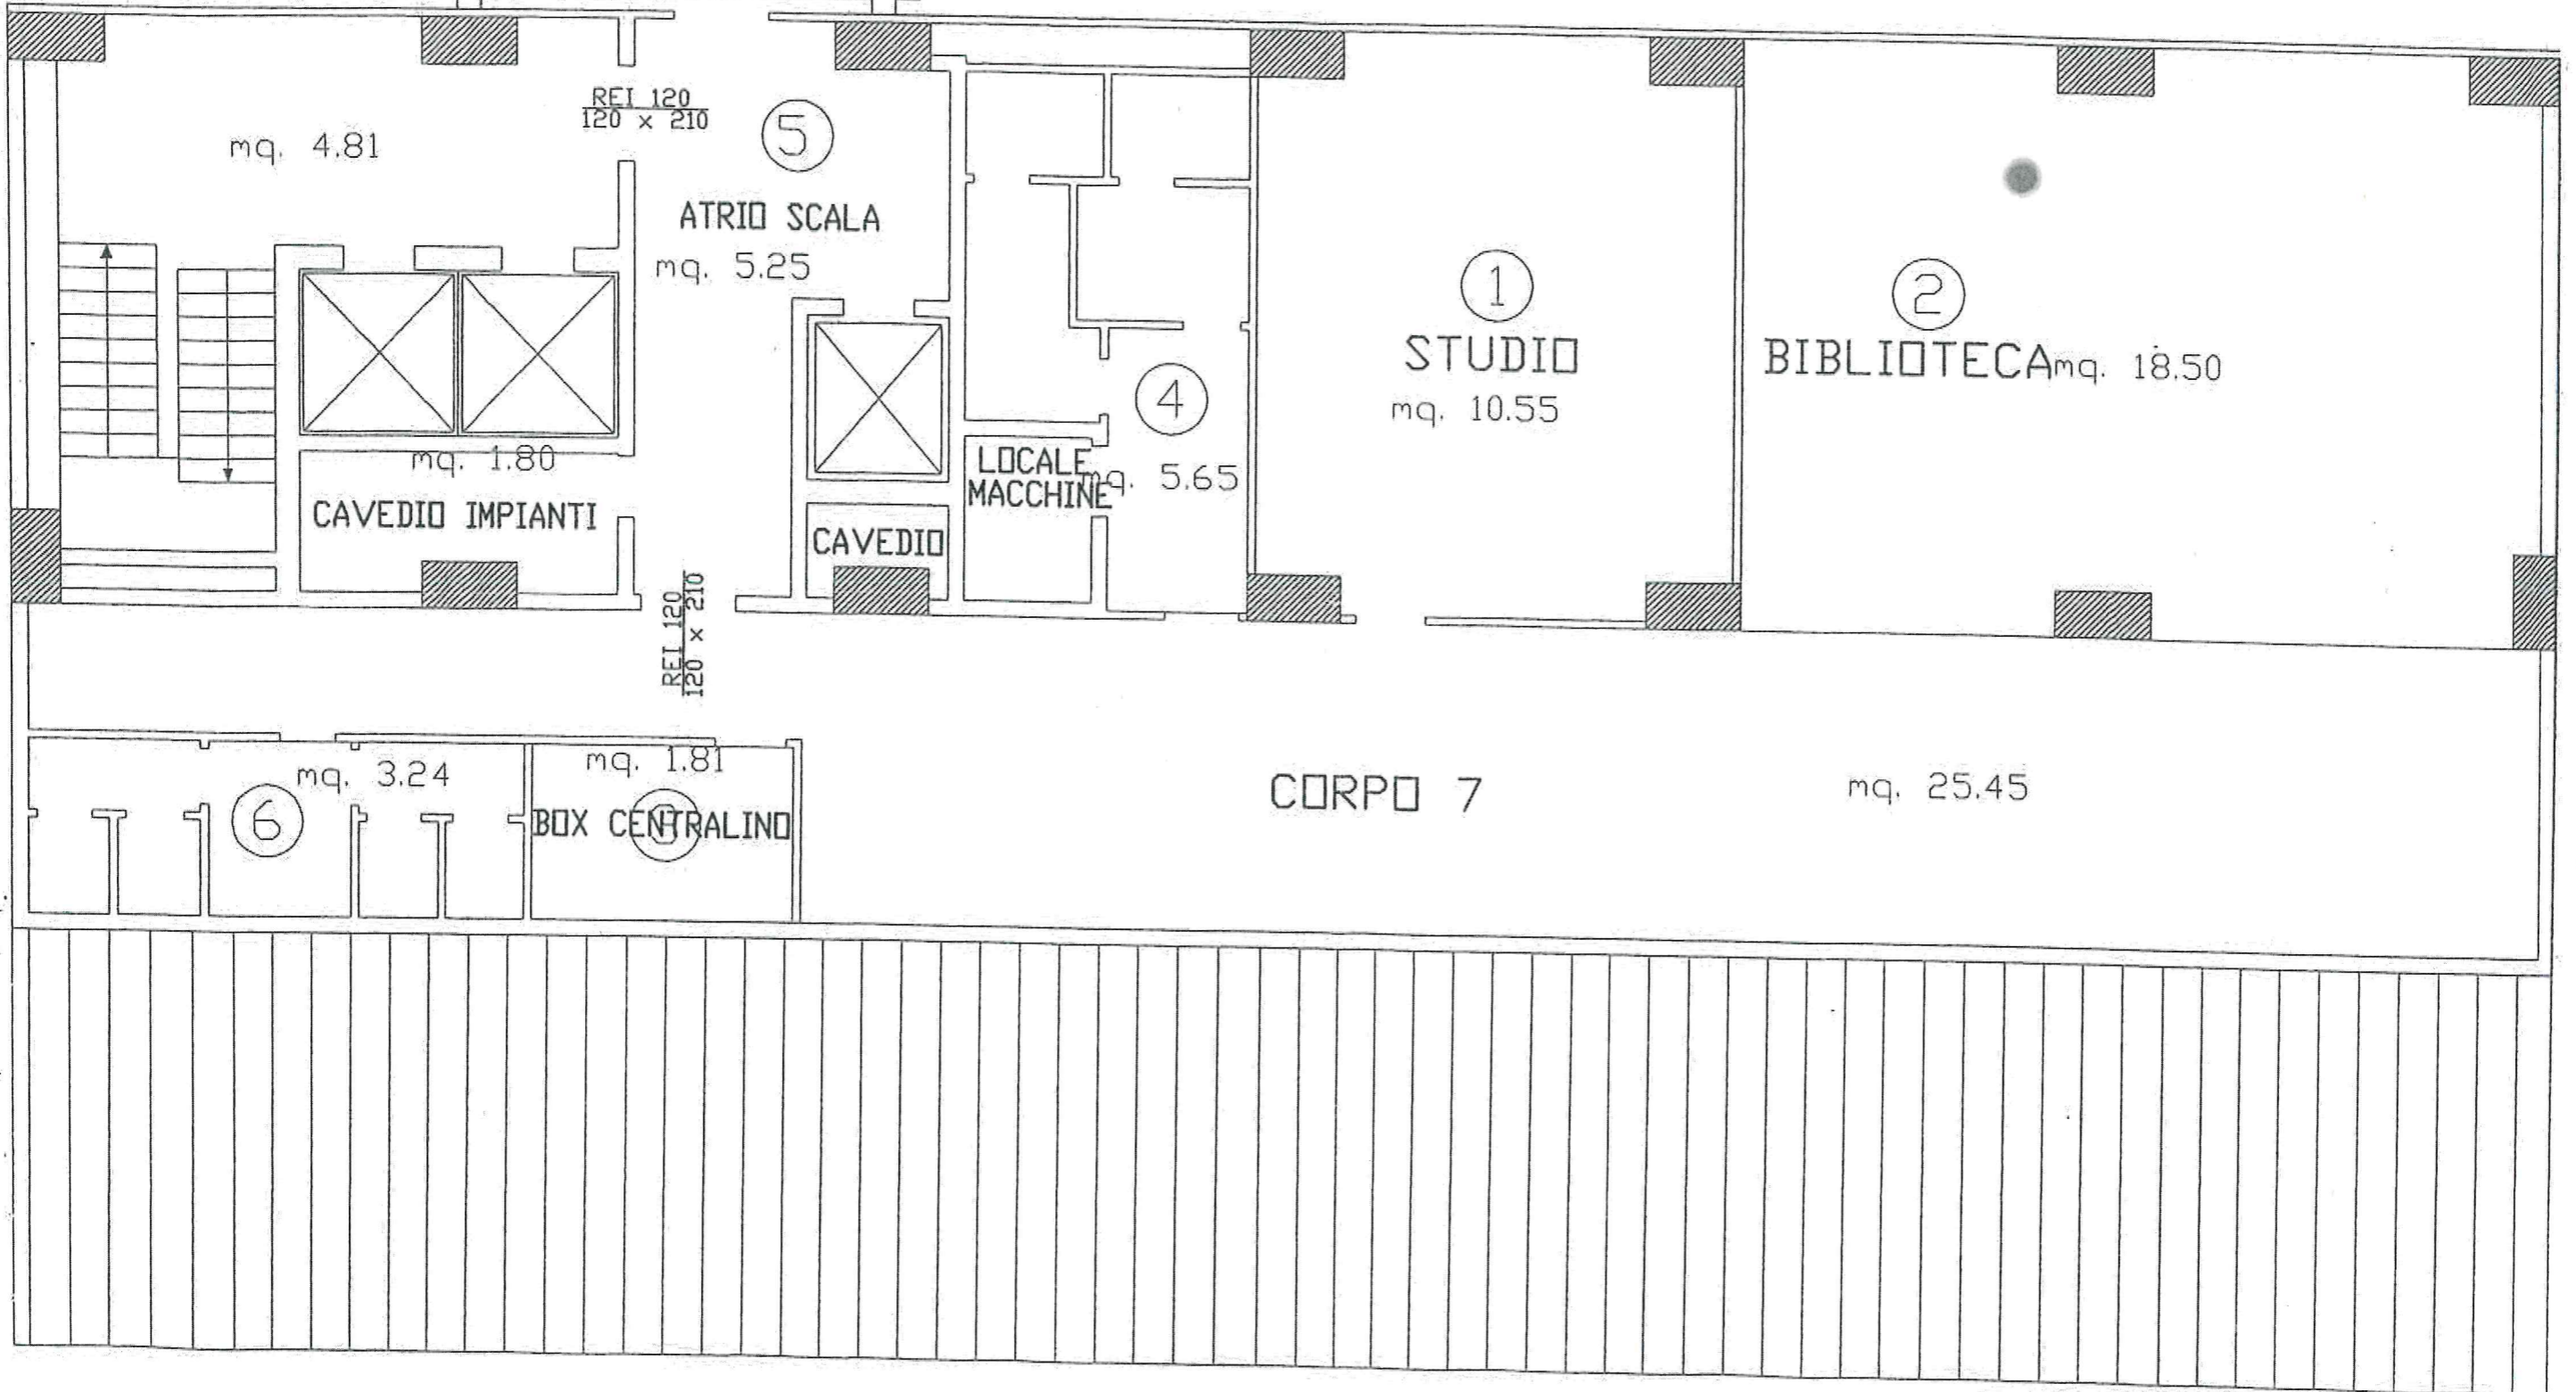 REI 120
120 x 210
5
mq. 4.81
ATRIO SCALA
mq. 5.25
1
STUDIO
mq. 10.55
2
BIBLIOTECA
mq. 18.50
4
mq. 5.65
LOCALE
MACCHINE
mq. 1.80
CAVEDIO IMPIANTI
CAVEDIO
REI 120
120 x 210
mq. 3.24
6
mq. 1.81
BOX CENTRALINO
CORPO 7
mq. 25.45